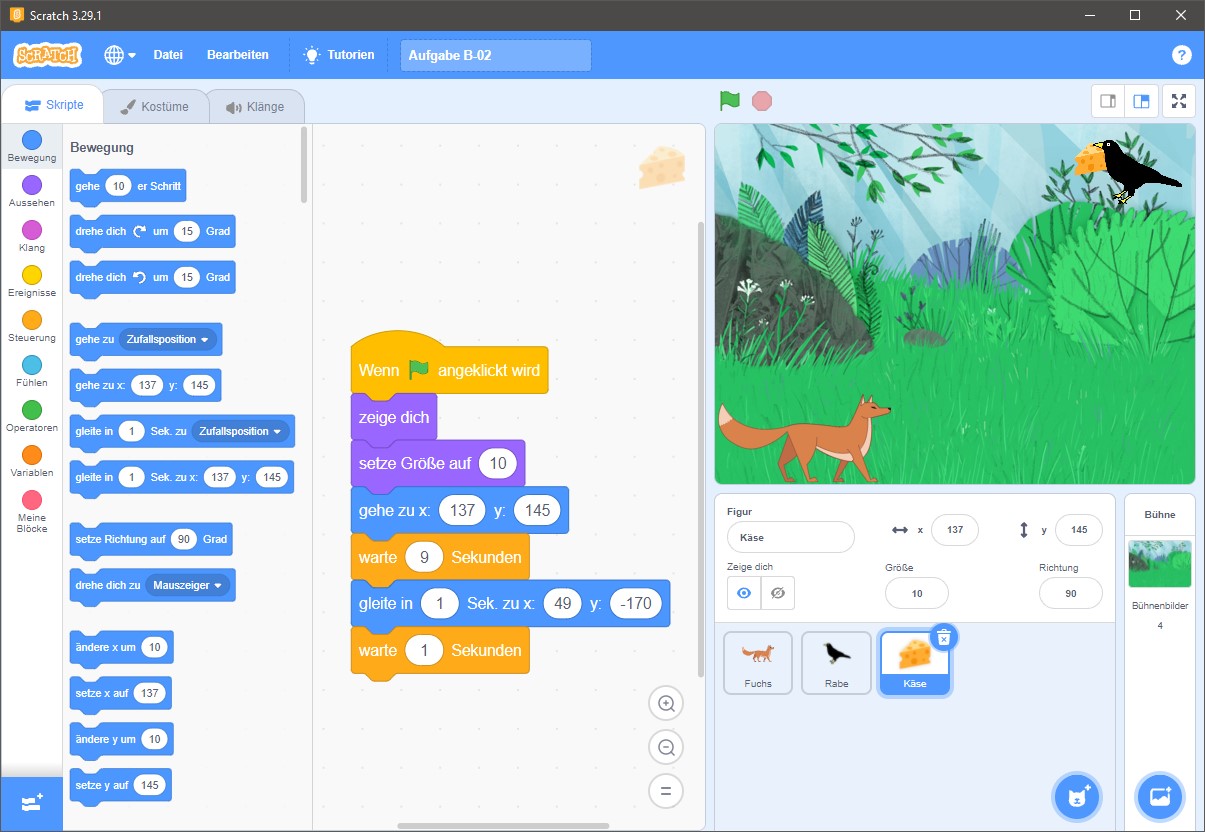 Scratch 3.29.1
SCRATCH Datei Bearbeiten Tutorien Aufgabe B-02 ?
Skripte Kostüme Klänge
Bewegung
Aussehen
Klang
Ereignisse
Steuerung
Fühlen
Operatoren
Variablen
Meine
Blöcke
Bewegung
gehe 10 er Schritt
drehe dich um 15 Grad
drehe dich um 15 Grad
gehe zu Zufallsposition
gehe zu x: 137 y: 145
gleite in 1 Sek. zu Zufallsposition
gleite in 1 Sek. zu x: 137 y: 145
setze Richtung auf 90 Grad
drehe dich zu Mauszeiger
ändere x um 10
setze x auf 137
ändere y um 10
setze y auf 145
Wenn angeklickt wird
zeige dich
setze Größe auf 10
gehe zu x: 137 y: 145
warte 9 Sekunden
gleite in 1 Sek. zu x: 49 y: -170
warte 1 Sekunden
Figur
Käse x 137 y 145
Zeige dich Größe Richtung
10 90
Fuchs Rabe Käse
Bühne
Bühnenbilder
4